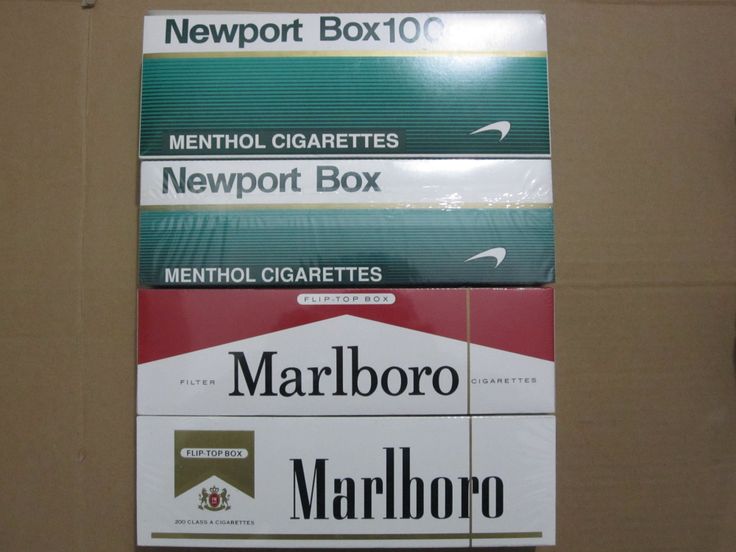 Newport Box100
MENTHOL CIGARETTES
Newport Box
MENTHOL CIGARETTES
FLIP-TOP BOX
FILTER Marlboro CIGARETTES
FLIP-TOP BOX
200 CLASS A CIGARETTES
Marlboro